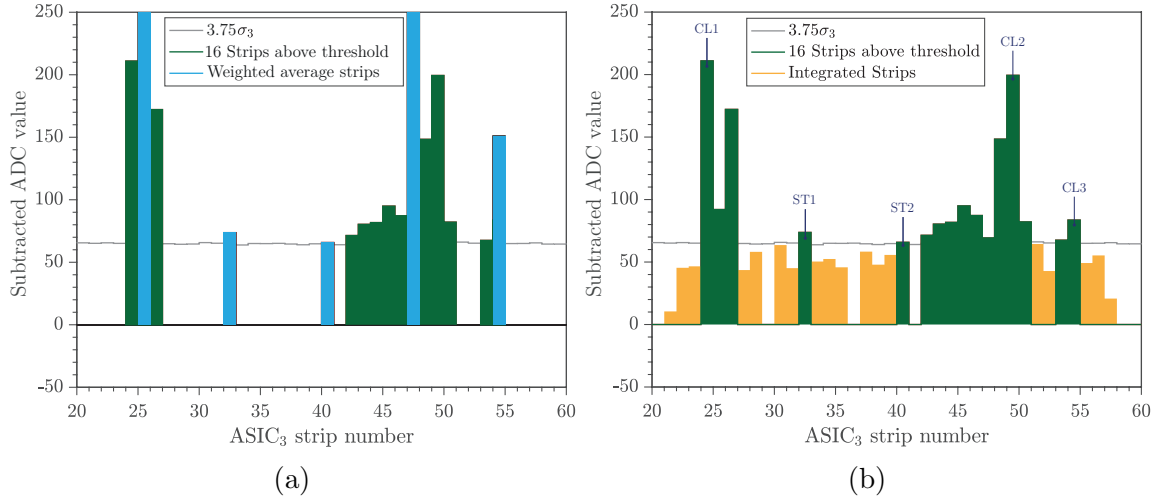 250
200
150
100
50
0
-50
20 25 30 35 40 45 50 55 60
Subtracted ADC value
ASIC₃ strip number
3.75σ₃
16 Strips above threshold
Weighted average strips
(a)
250
200
150
100
50
0
-50
20 25 30 35 40 45 50 55 60
Subtracted ADC value
ASIC₃ strip number
3.75σ₃
16 Strips above threshold
Integrated Strips
CL1
ST1
ST2
CL2
CL3
(b)